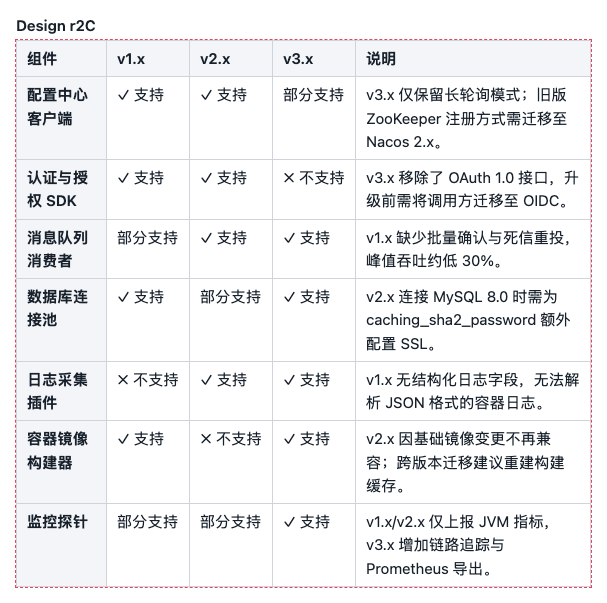 Design r2C
组件 v1.x v2.x v3.x 说明
配置中心 ✓ 支持 ✓ 支持 部分支持 v3.x 仅保留长轮询模式；旧版
客户端 ZooKeeper 注册方式需迁移至
Nacos 2.x。
认证与授 ✓ 支持 ✓ 支持 ✕ 不支持 v3.x 移除了 OAuth 1.0 接口，升
权 SDK 级前需将调用方迁移至 OIDC。
消息队列 部分支持 ✓ 支持 ✓ 支持 v1.x 缺少批量确认与死信重投，
消费者 峰值吞吐约低 30%。
数据库连 ✓ 支持 部分支持 ✓ 支持 v2.x 连接 MySQL 8.0 时需为
接池 caching_sha2_password 额外
配置 SSL。
日志采集 ✕ 不支持 ✓ 支持 ✓ 支持 v1.x 无结构化日志字段，无法解
插件 析 JSON 格式的容器日志。
容器镜像 ✓ 支持 ✕ 不支持 ✓ 支持 v2.x 因基础镜像变更不再兼
构建器 容；跨版本迁移建议重建构建
缓存。
监控探针 部分支持 部分支持 ✓ 支持 v1.x/v2.x 仅上报 JVM 指标，
v3.x 增加链路追踪与
Prometheus 导出。